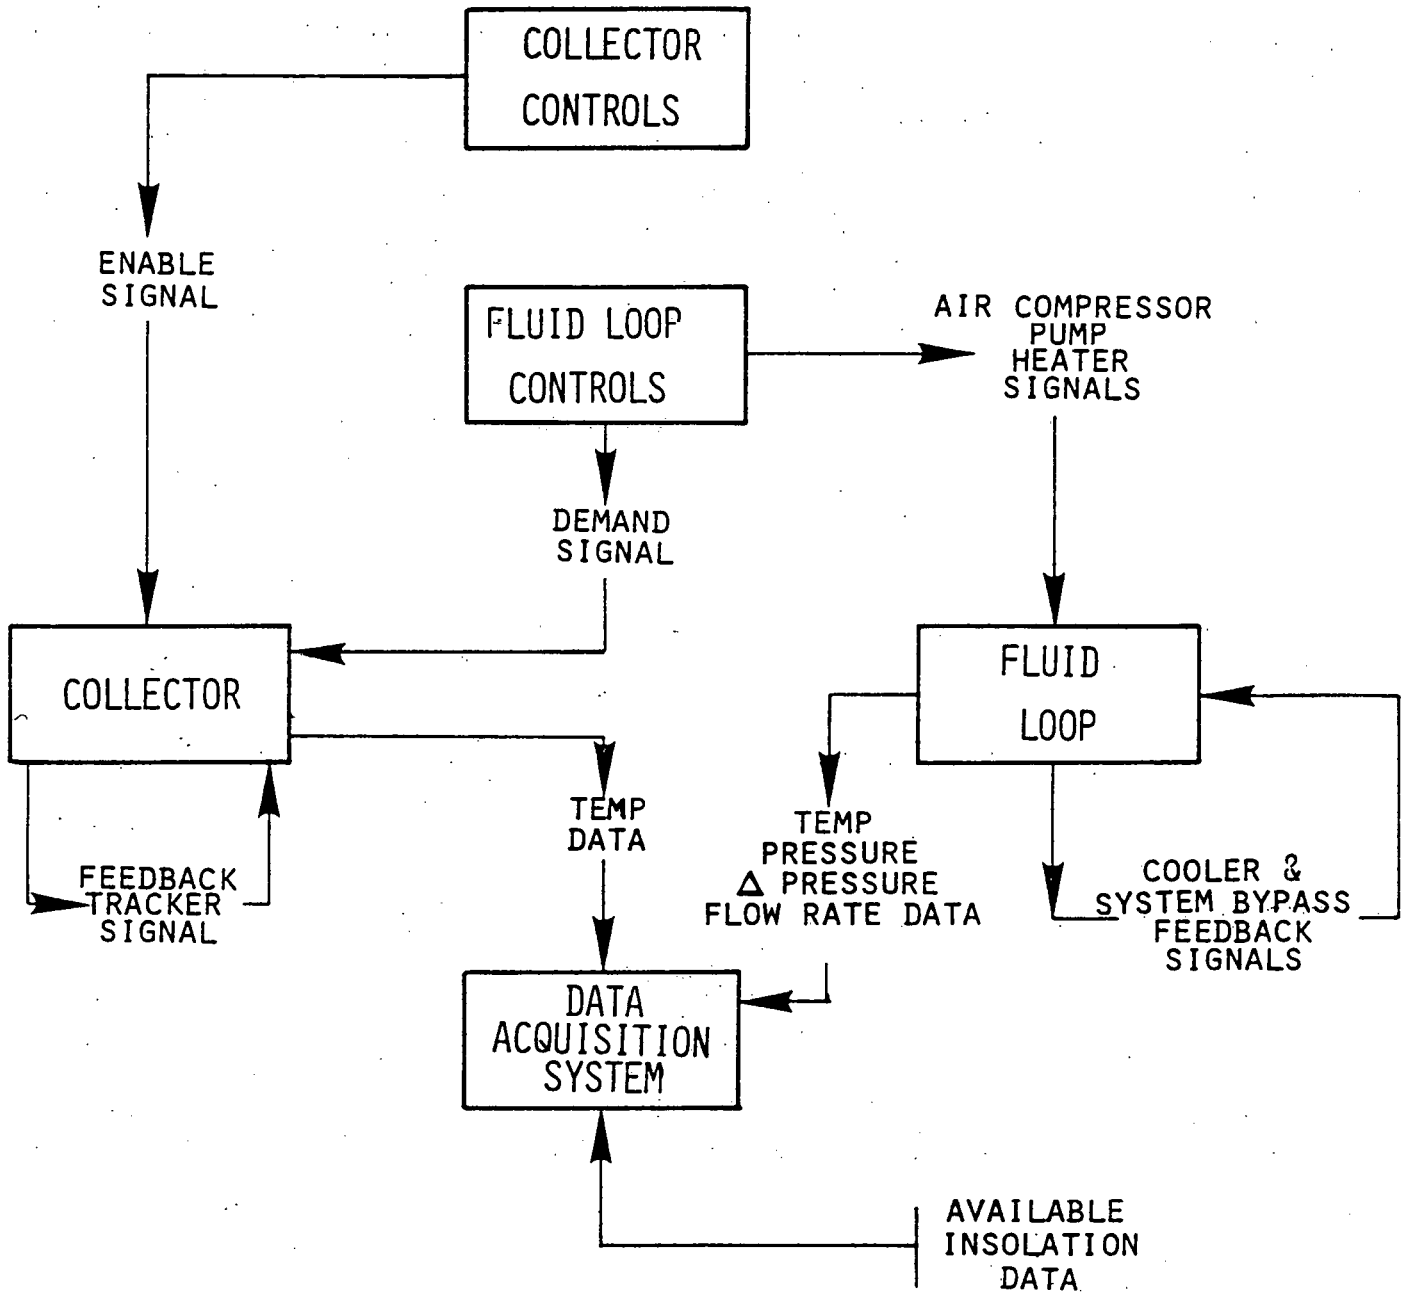 COLLECTOR
CONTROLS
ENABLE
SIGNAL
FLUID LOOP
CONTROLS
AIR COMPRESSOR
PUMP
HEATER
SIGNALS
DEMAND
SIGNAL
COLLECTOR
FLUID
LOOP
TEMP
DATA
TEMP
PRESSURE
Δ PRESSURE
FLOW RATE DATA
FEEDBACK
TRACKER
SIGNAL
COOLER &
SYSTEM BYPASS
FEEDBACK
SIGNALS
DATA
ACQUISITION
SYSTEM
AVAILABLE
INSOLATION
DATA